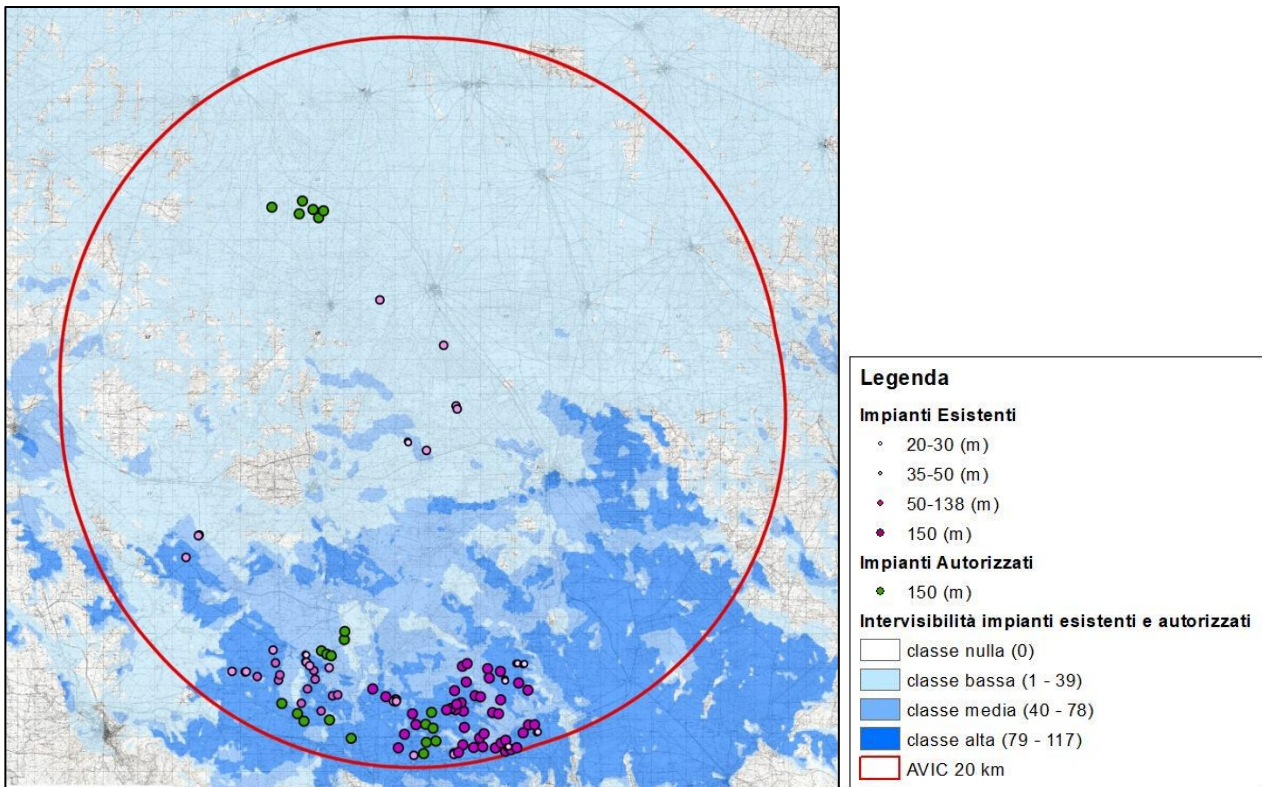 Legenda
Impianti Esistenti
20-30 (m)
35-50 (m)
50-138 (m)
150 (m)
Impianti Autorizzati
150 (m)
Intervisibilità impianti esistenti e autorizzati
classe nulla (0)
classe bassa (1 - 39)
classe media (40 - 78)
classe alta (79 - 117)
AVIC 20 km